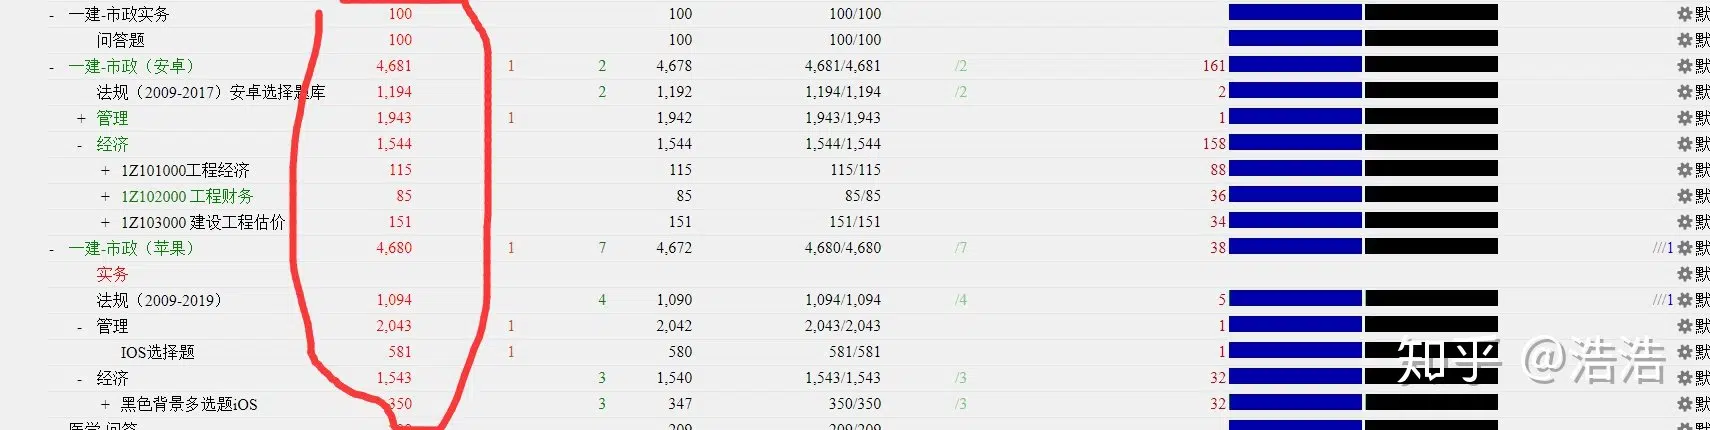 - 一建-市政实务 100 100 100/100 默
问答题 100 100 100/100 默
- 一建-市政（安卓） 4,681 1 2 4,678 4,681/4,681 /2 161 默
法规（2009-2017）安卓选择题库 1,194 2 1,192 1,194/1,194 /2 2 默
+ 管理 1,943 1 1,942 1,943/1,943 1 默
- 经济 1,544 1,544 1,544/1,544 158 默
+ 1Z101000工程经济 115 115 115/115 88 默
+ 1Z102000 工程财务 85 85 85/85 36 默
+ 1Z103000 建设工程估价 151 151 151/151 34 默
- 一建-市政（苹果） 4,680 1 7 4,672 4,680/4,680 /7 38 ///1 默
实务 默
法规（2009-2019） 1,094 4 1,090 1,094/1,094 /4 5 ///1 默
- 管理 2,043 1 2,042 2,043/2,043 1 默
IOS选择题 581 1 580 581/581 1 默
- 经济 1,543 3 1,540 1,543/1,543 /3 32 默
+ 黑色背景多选题iOS 350 3 347 350/350 /3 32 默
医学-问答 209 209/209
知乎 @浩浩